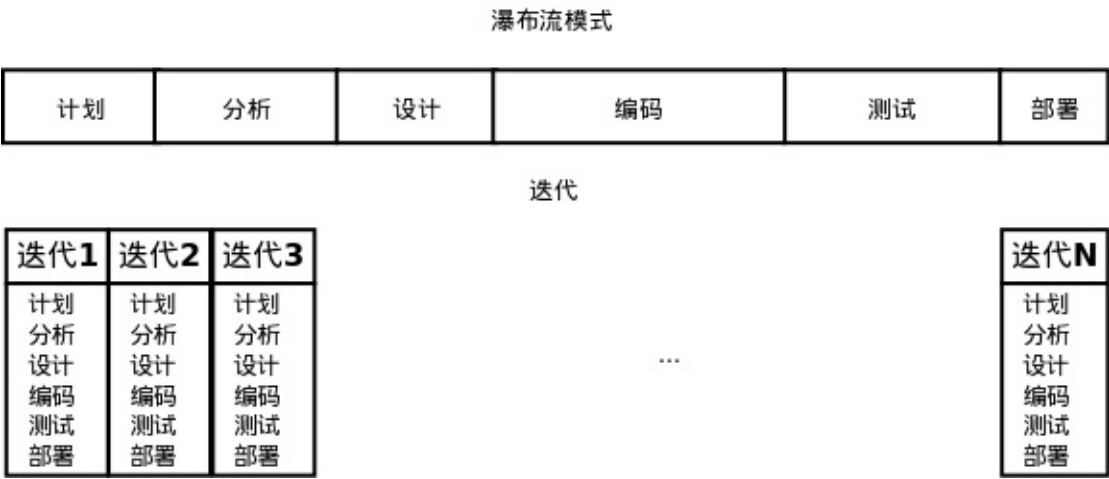 瀑布流模式
计划 分析 设计 编码 测试 部署
迭代
迭代1 迭代2 迭代3 迭代N
计划 计划 计划 计划
分析 分析 分析 分析
设计 设计 设计 ... 设计
编码 编码 编码 编码
测试 测试 测试 测试
部署 部署 部署 部署